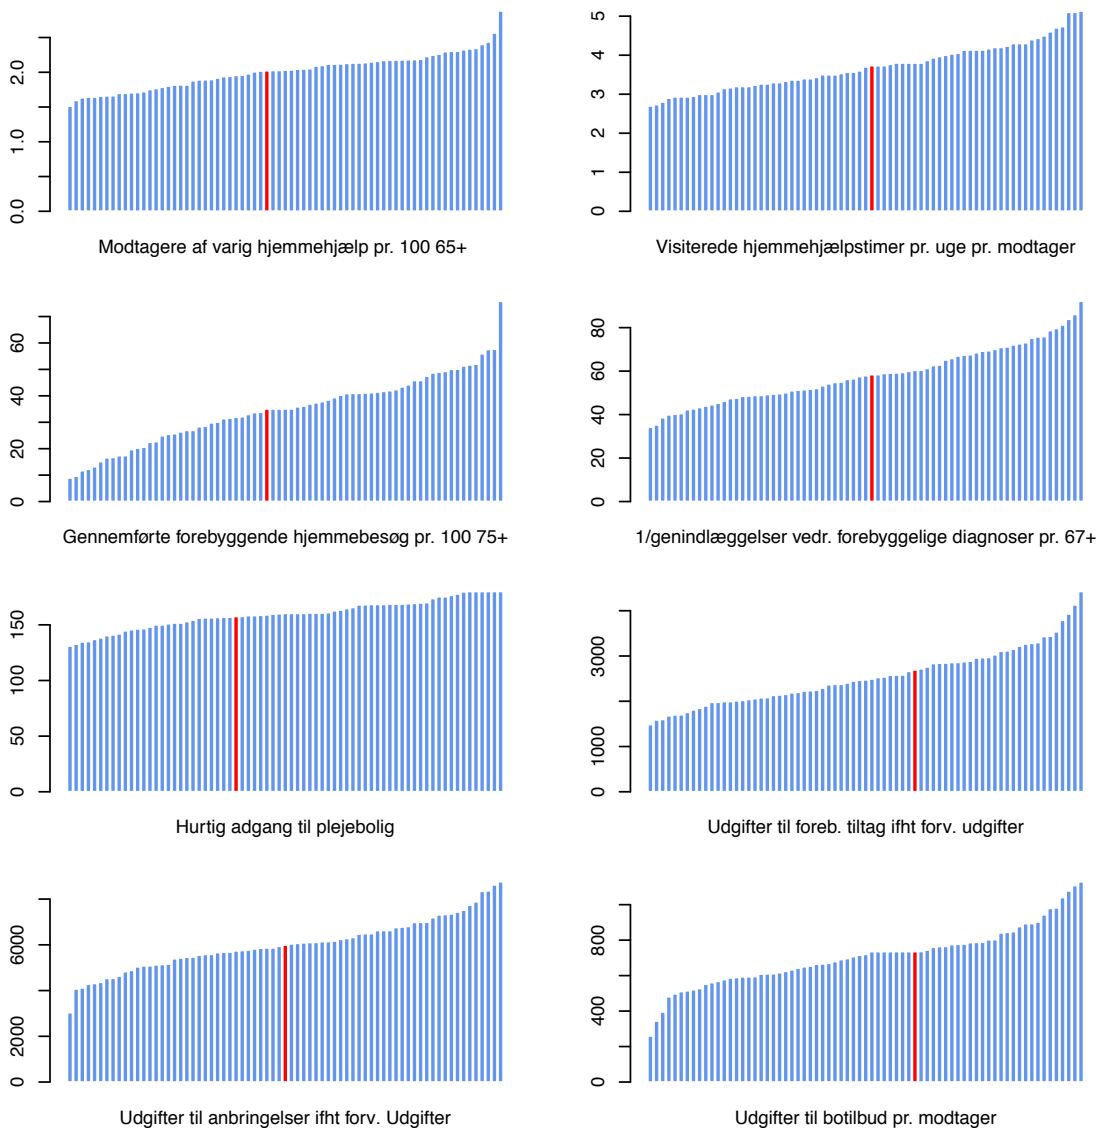 0.0 1.0 2.0
Modtagere af varig hjemmehjælp pr. 100 65+
0 1 2 3 4 5
Visiterede hjemmehjælpstimer pr. uge pr. modtager
0 20 40 60
Gennemførte forebyggende hjemmebesøg pr. 100 75+
0 20 40 60 80
1/genindlæggelser vedr. forebyggelige diagnoser pr. 67+
0 50 100 150
Hurtig adgang til plejebolig
0 1000 3000
Udgifter til foreb. tiltag ifht forv. udgifter
0 2000 6000
Udgifter til anbringelser ifht forv. Udgifter
0 400 800
Udgifter til botilbud pr. modtager